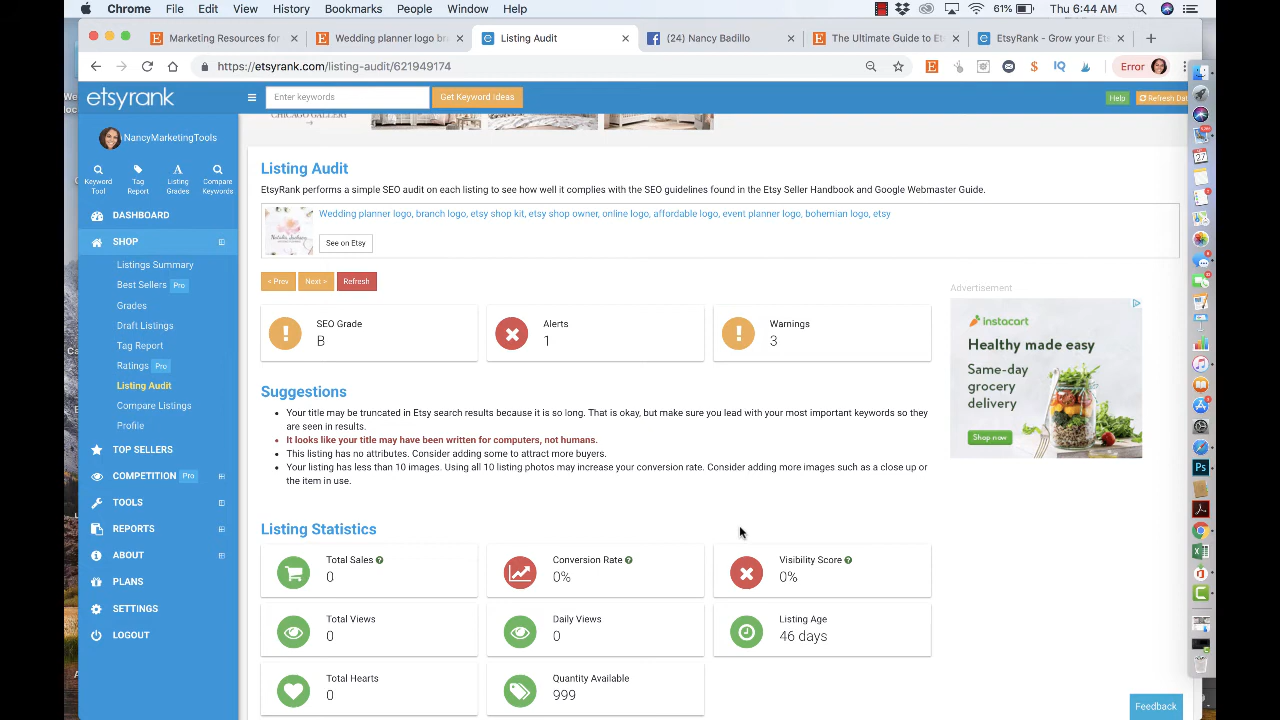 Chrome File Edit View History Bookmarks People Window Help 61% Thu 6:44 AM
Marketing Resources for Wedding planner logo br Listing Audit (24) Nancy Badillo The Ultimate Guide to Et EtsyRank - Grow your Et
https://etsyrank.com/listing-audit/621949174 Error
etsyrank Enter keywords Get Keyword Ideas Help Refresh Dat
CHICAGO GALLERY
NancyMarketingTools
Keyword Tool
Tag Report
Listing Grades
Compare Keywords
DASHBOARD
SHOP
Listings Summary
Best Sellers Pro
Grades
Draft Listings
Tag Report
Ratings Pro
Listing Audit
Compare Listings
Profile
TOP SELLERS
COMPETITION Pro
TOOLS
REPORTS
ABOUT
PLANS
SETTINGS
LOGOUT
Listing Audit
EtsyRank performs a simple SEO audit on each listing to see how well it complies with the SEO guidelines found in the Etsy Seller Handook and Google Webmaster Guide.
Wedding planner logo, branch logo, etsy shop kit, etsy shop owner, online logo, affordable logo, event planner logo, bohemian logo, etsy
See on Etsy
< Prev Next > Refresh
SEO Grade
B
Alerts
1
Warnings
3
Suggestions
Your title may be truncated in Etsy search results because it is so long. That is okay, but make sure you lead with your most important keywords so they
are seen in results.
It looks like your title may have been written for computers, not humans.
This listing has no attributes. Consider adding some to attract more buyers.
Your listing has less than 10 images. Using all 10 listing photos may increase your conversion rate. Consider adding more images such as a close up or
the item in use.
Listing Statistics
Total Sales
0
Conversion Rate
0%
Visibility Score
0%
Total Views
0
Daily Views
Listing Age
46 days
Total Hearts
0
Quantity Available
999
Advertisement
instacart
Healthy made easy
Same-day
grocery
delivery
Shop now
Feedback